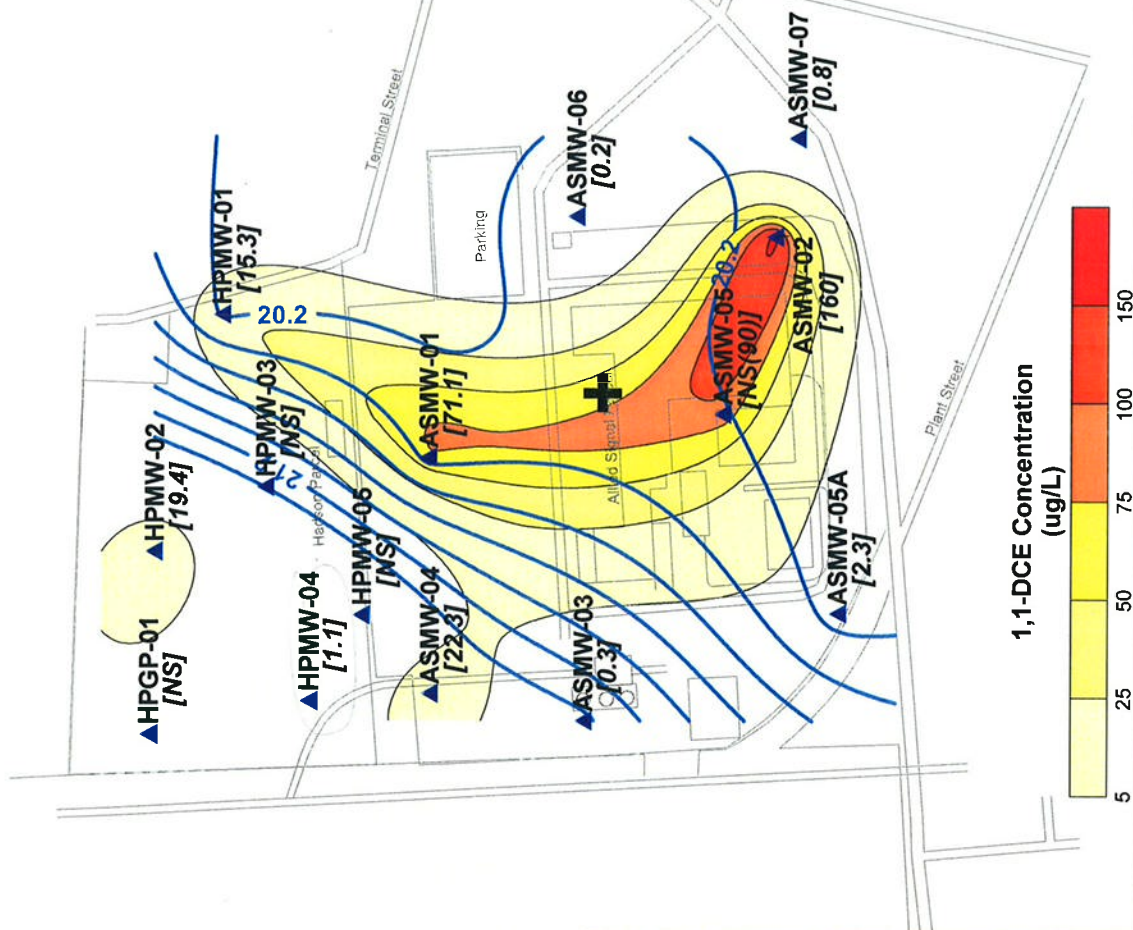 Terminal Street
ASMW-07
[0.8]
ASMW-06
[0.2]
HPMW-01
[15.3]
Parking
20.2
20.2
ASMW-02
[160]
ASMW-05
[NS(90)]
ASMW-01
[71.1]
HPMW-03
[NS]
21
HPMW-02
[19.4]
Plant Street
HPMW-05
[NS]
HPMW-04
[1.1]
ASMW-04
[22.3]
ASMW-03
[0.3]
ASMW-05A
[2.3]
HPGP-01
[NS]
Allied Signal
1,1-DCE Concentration
(ug/L)
5
25
50
75
100
150